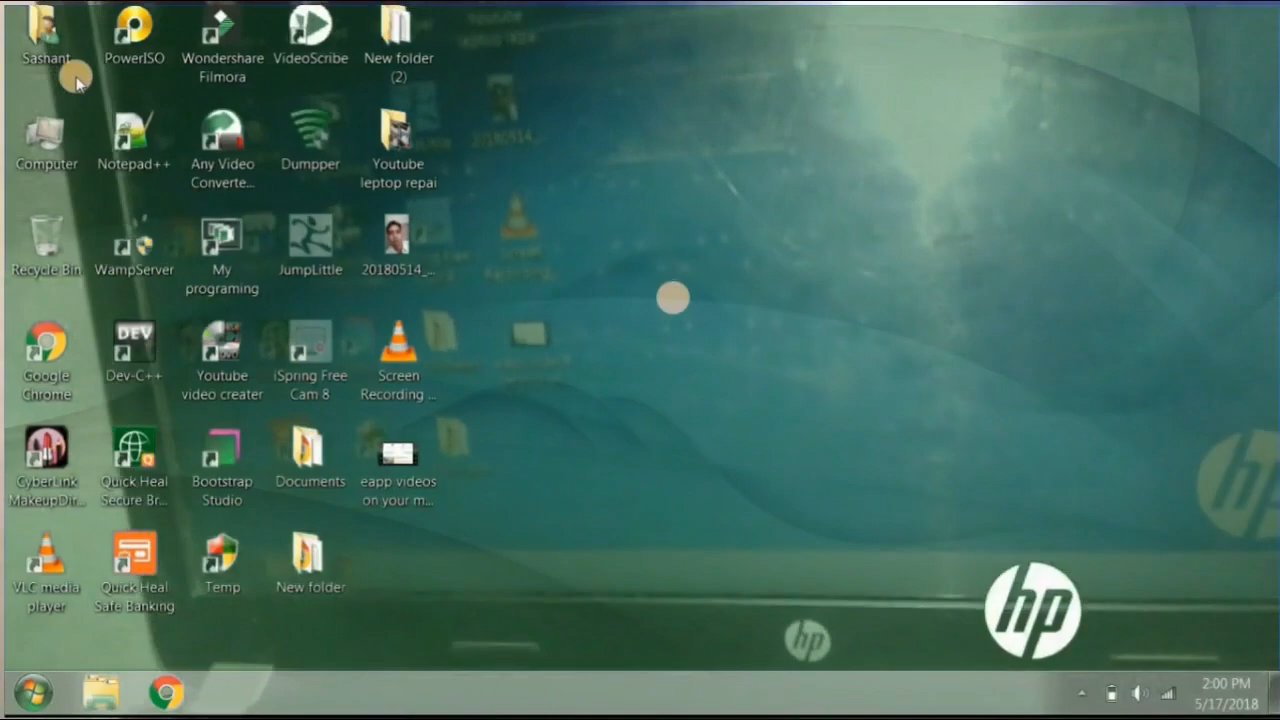 Sashant
PowerISO
Wondershare
Filmora
VideoScribe
New folder
(2)
Computer
Notepad++
Any Video
Converte...
Dumpper
Youtube
leptop repai
20180514_...
Recycle Bin
WampServer
My
programing
JumpLittle
20180514_...
Google
Chrome
DEV
Dev-C++
Youtube
video creater
iSpring Free
Cam 8
Screen
Recording ...
CyberLink
MakeupDir...
Quick Heal
Secure Br...
Bootstrap
Studio
Documents
eapp videos
on your m...
VLC media
player
Quick Heal
Safe Banking
Temp
New folder
hp
hp
hp
2:00 PM
5/17/2018